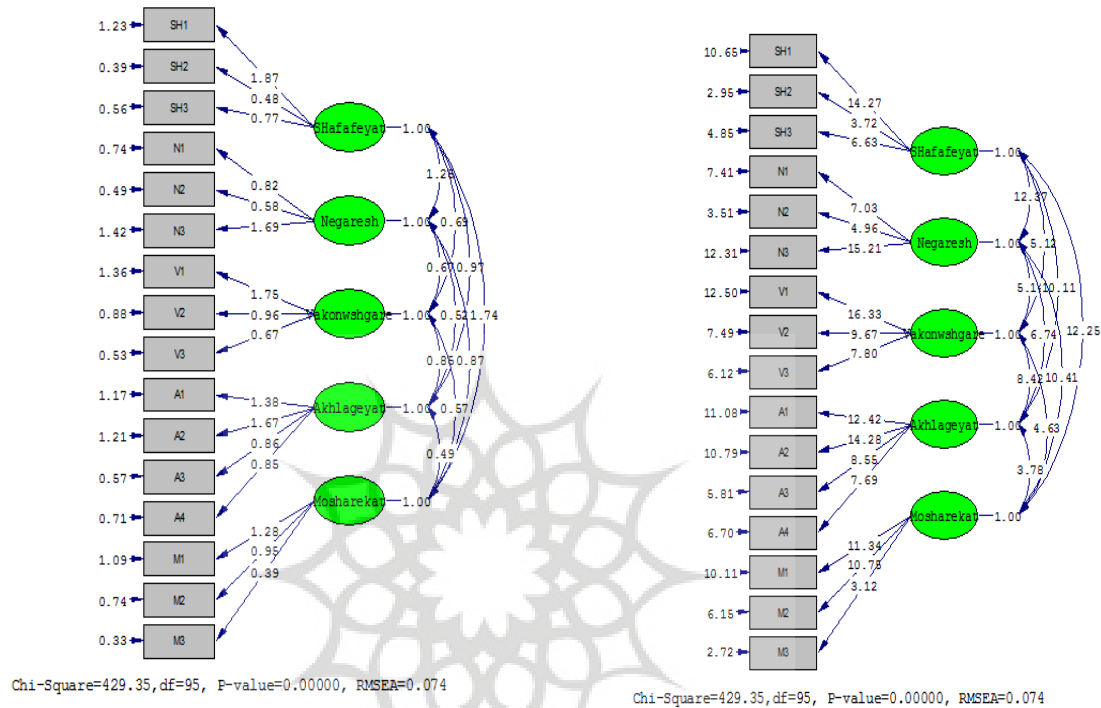 1.23 SH1
0.39 SH2
0.56 SH3
0.74 N1
0.49 N2
1.42 N3
1.36 V1
0.88 V2
0.53 V3
1.17 A1
1.21 A2
0.57 A3
0.71 A4
1.09 M1
0.74 M2
0.33 M3
1.87
0.48
0.77
0.82
0.58
1.69
1.75
0.96
0.67
1.38
1.67
0.86
0.85
1.28
0.95
0.39
SHafafeyat 1.00
Negaresh 1.00
Vakonwshgare 1.00
Akhlageyat 1.00
Mosharekat 1.00
0.69
0.67 0.97
0.52 1.74
0.87
0.57
0.49
Chi-Square=429.35,df=95, P-value=0.00000, RMSEA=0.074
10.65 SH1
2.95 SH2
4.85 SH3
7.41 N1
3.51 N2
12.31 N3
12.50 V1
7.49 V2
6.12 V3
11.08 A1
10.79 A2
5.81 A3
6.70 A4
10.11 M1
6.15 M2
2.72 M3
14.27
3.72
6.63
7.03
4.96
15.21
16.33
9.67
7.80
12.42
14.28
8.55
7.69
11.34
10.75
3.12
SHafafeyat 1.00
Negaresh 1.00
Vakonwshgare 1.00
Akhlageyat 1.00
Mosharekat 1.00
12.37
5.12
5.14 10.11
6.74 12.25
8.42 10.41
4.63
3.78
Chi-Square=429.35,df=95, P-value=0.00000, RMSEA=0.074